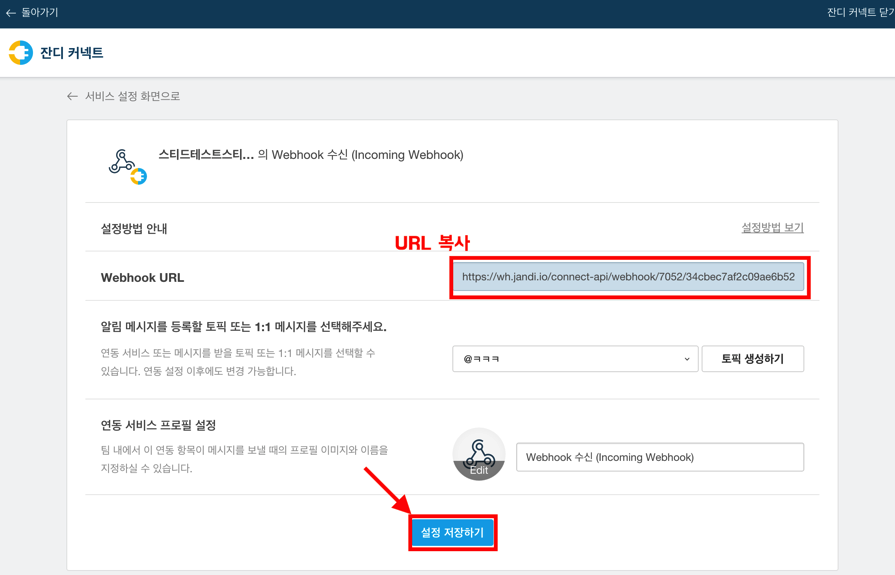 ← 돌아가기
잔디 커넥트 닫기
잔디 커넥트
← 서비스 설정 화면으로
스티드테스트스티... 의 Webhook 수신 (Incoming Webhook)
설정방법 안내
설정방법 보기
URL 복사
Webhook URL
https://wh.jandi.io/connect-api/webhook/7052/34cbec7af2c09ae6b52
알림 메시지를 등록할 토픽 또는 1:1 메시지를 선택해주세요.
연동 서비스 또는 메시지를 받을 토픽 또는 1:1 메시지를 선택할 수
있습니다. 연동 설정 이후에도 변경 가능합니다.
@ㅋㅋㅋ
토픽 생성하기
연동 서비스 프로필 설정
팀 내에서 이 연동 항목이 메시지를 보낼 때의 프로필 이미지와 이름을
지정하실 수 있습니다.
Edit
Webhook 수신 (Incoming Webhook)
설정 저장하기